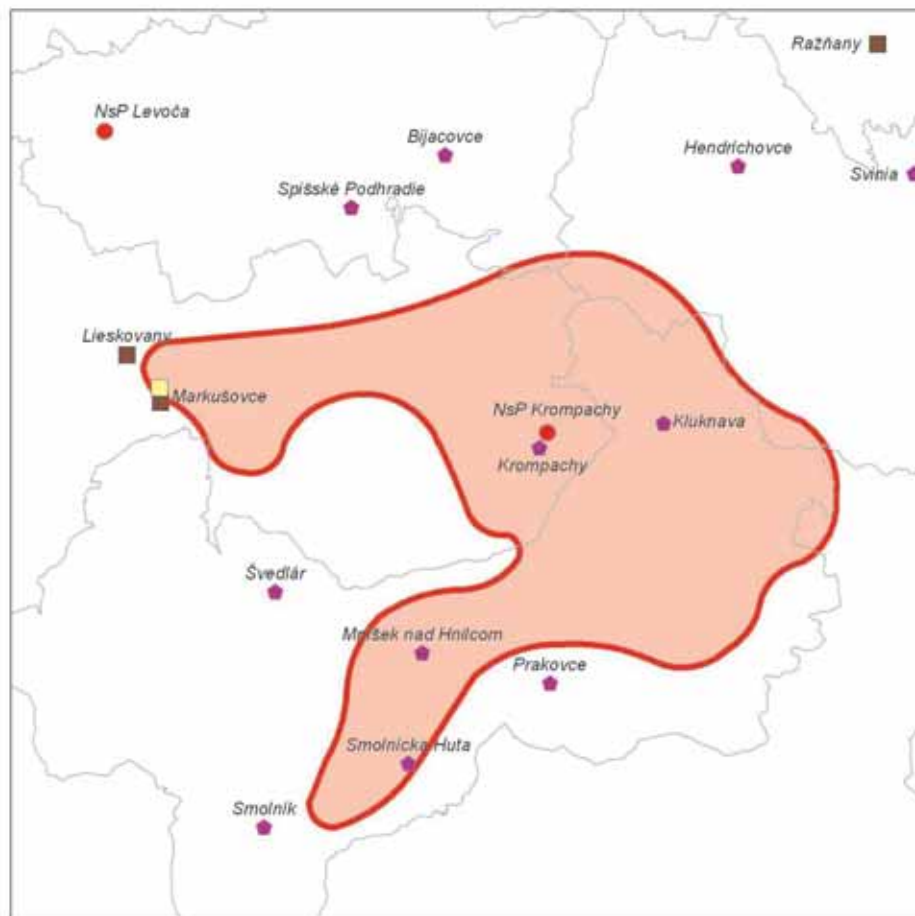 Ražňany
NsP Levoča
Bijacovce
Hendrichovce
Svinia
Spišské Podhradie
Lieskovany
Markušovce
NsP Krompachy
Kluknava
Krompachy
Švedlár
Mníšek nad Hnilcom
Prakovce
Smolnícka Huta
Smolník